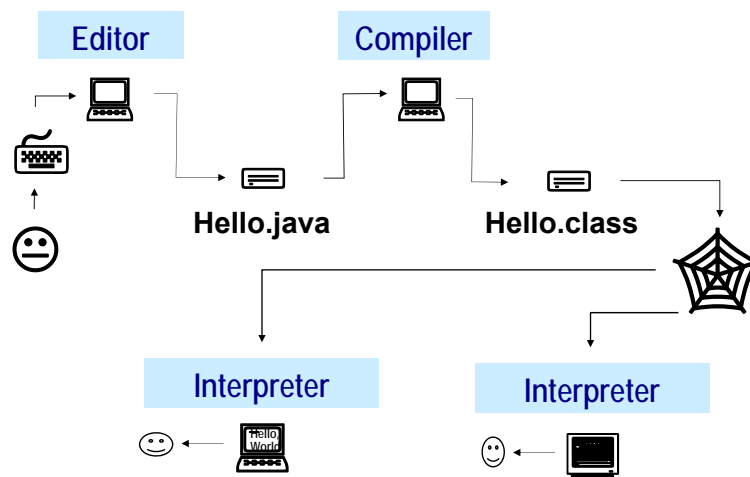 Editor
Compiler
Hello.java
Hello.class
Interpreter
Interpreter
Hello,
World